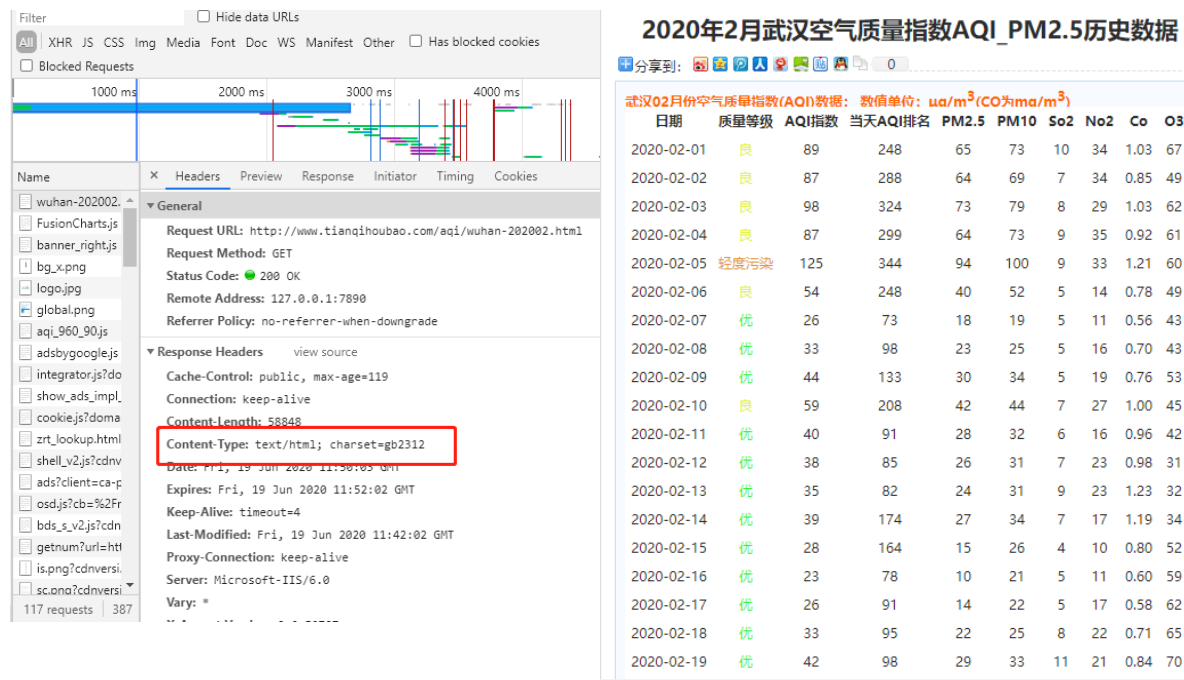 Filter
Hide data URLs
All XHR JS CSS Img Media Font Doc WS Manifest Other Has blocked cookies
Blocked Requests
1000 ms 2000 ms 3000 ms 4000 ms
Name
wuhan-202002.
FusionCharts.js
banner_right.js
bg_x.png
logo.jpg
global.png
aqi_960_90.js
adsbygoogle.js
integrator.js?do
show_ads_impl_
cookie.js?doma
zrt_lookup.html
shell_v2.js?cdnv
ads?client=ca-p
osd.js?cb=%2Fr
bds_s_v2.js?cdn
getnum?url=htt
is.png?cdnversi.
sc.png?cdnversi
117 requests 387
× Headers Preview Response Initiator Timing Cookies
General
Request URL: http://www.tianqihoubao.com/aqi/wuhan-202002.html
Request Method: GET
Status Code: 200 OK
Remote Address: 127.0.0.1:7890
Referrer Policy: no-referrer-when-downgrade
Response Headers view source
Cache-Control: public, max-age=119
Connection: keep-alive
Content-Length: 58848
Content-Type: text/html; charset=gb2312
Date: Fri, 19 Jun 2020 11:50:03 GMT
Expires: Fri, 19 Jun 2020 11:52:02 GMT
Keep-Alive: timeout=4
Last-Modified: Fri, 19 Jun 2020 11:42:02 GMT
Proxy-Connection: keep-alive
Server: Microsoft-IIS/6.0
Vary: *
2020年2月武汉空气质量指数AQI_PM2.5历史数据
分享到: 0
武汉02月份空气质量指数(AQI)数据: 数值单位: ug/m3(CO为mg/m3)
日期 质量等级 AQI指数 当天AQI排名 PM2.5 PM10 So2 No2 Co O3
2020-02-01 良 89 248 65 73 10 34 1.03 67
2020-02-02 良 87 288 64 69 7 34 0.85 49
2020-02-03 良 98 324 73 79 8 29 1.03 62
2020-02-04 良 87 299 64 73 9 35 0.92 61
2020-02-05 轻度污染 125 344 94 100 9 33 1.21 60
2020-02-06 良 54 248 40 52 5 14 0.78 49
2020-02-07 优 26 73 18 19 5 11 0.56 43
2020-02-08 优 33 98 23 25 5 16 0.70 43
2020-02-09 优 44 133 30 34 5 19 0.76 53
2020-02-10 良 59 208 42 44 7 27 1.00 45
2020-02-11 优 40 91 28 32 6 16 0.96 42
2020-02-12 优 38 85 26 31 7 23 0.98 31
2020-02-13 优 35 82 24 31 9 23 1.23 32
2020-02-14 优 39 174 27 34 7 17 1.19 34
2020-02-15 优 28 164 15 26 4 10 0.80 52
2020-02-16 优 23 78 10 21 5 11 0.60 59
2020-02-17 优 26 91 14 22 5 17 0.58 62
2020-02-18 优 33 95 22 25 8 22 0.71 65
2020-02-19 优 42 98 29 33 11 21 0.84 70